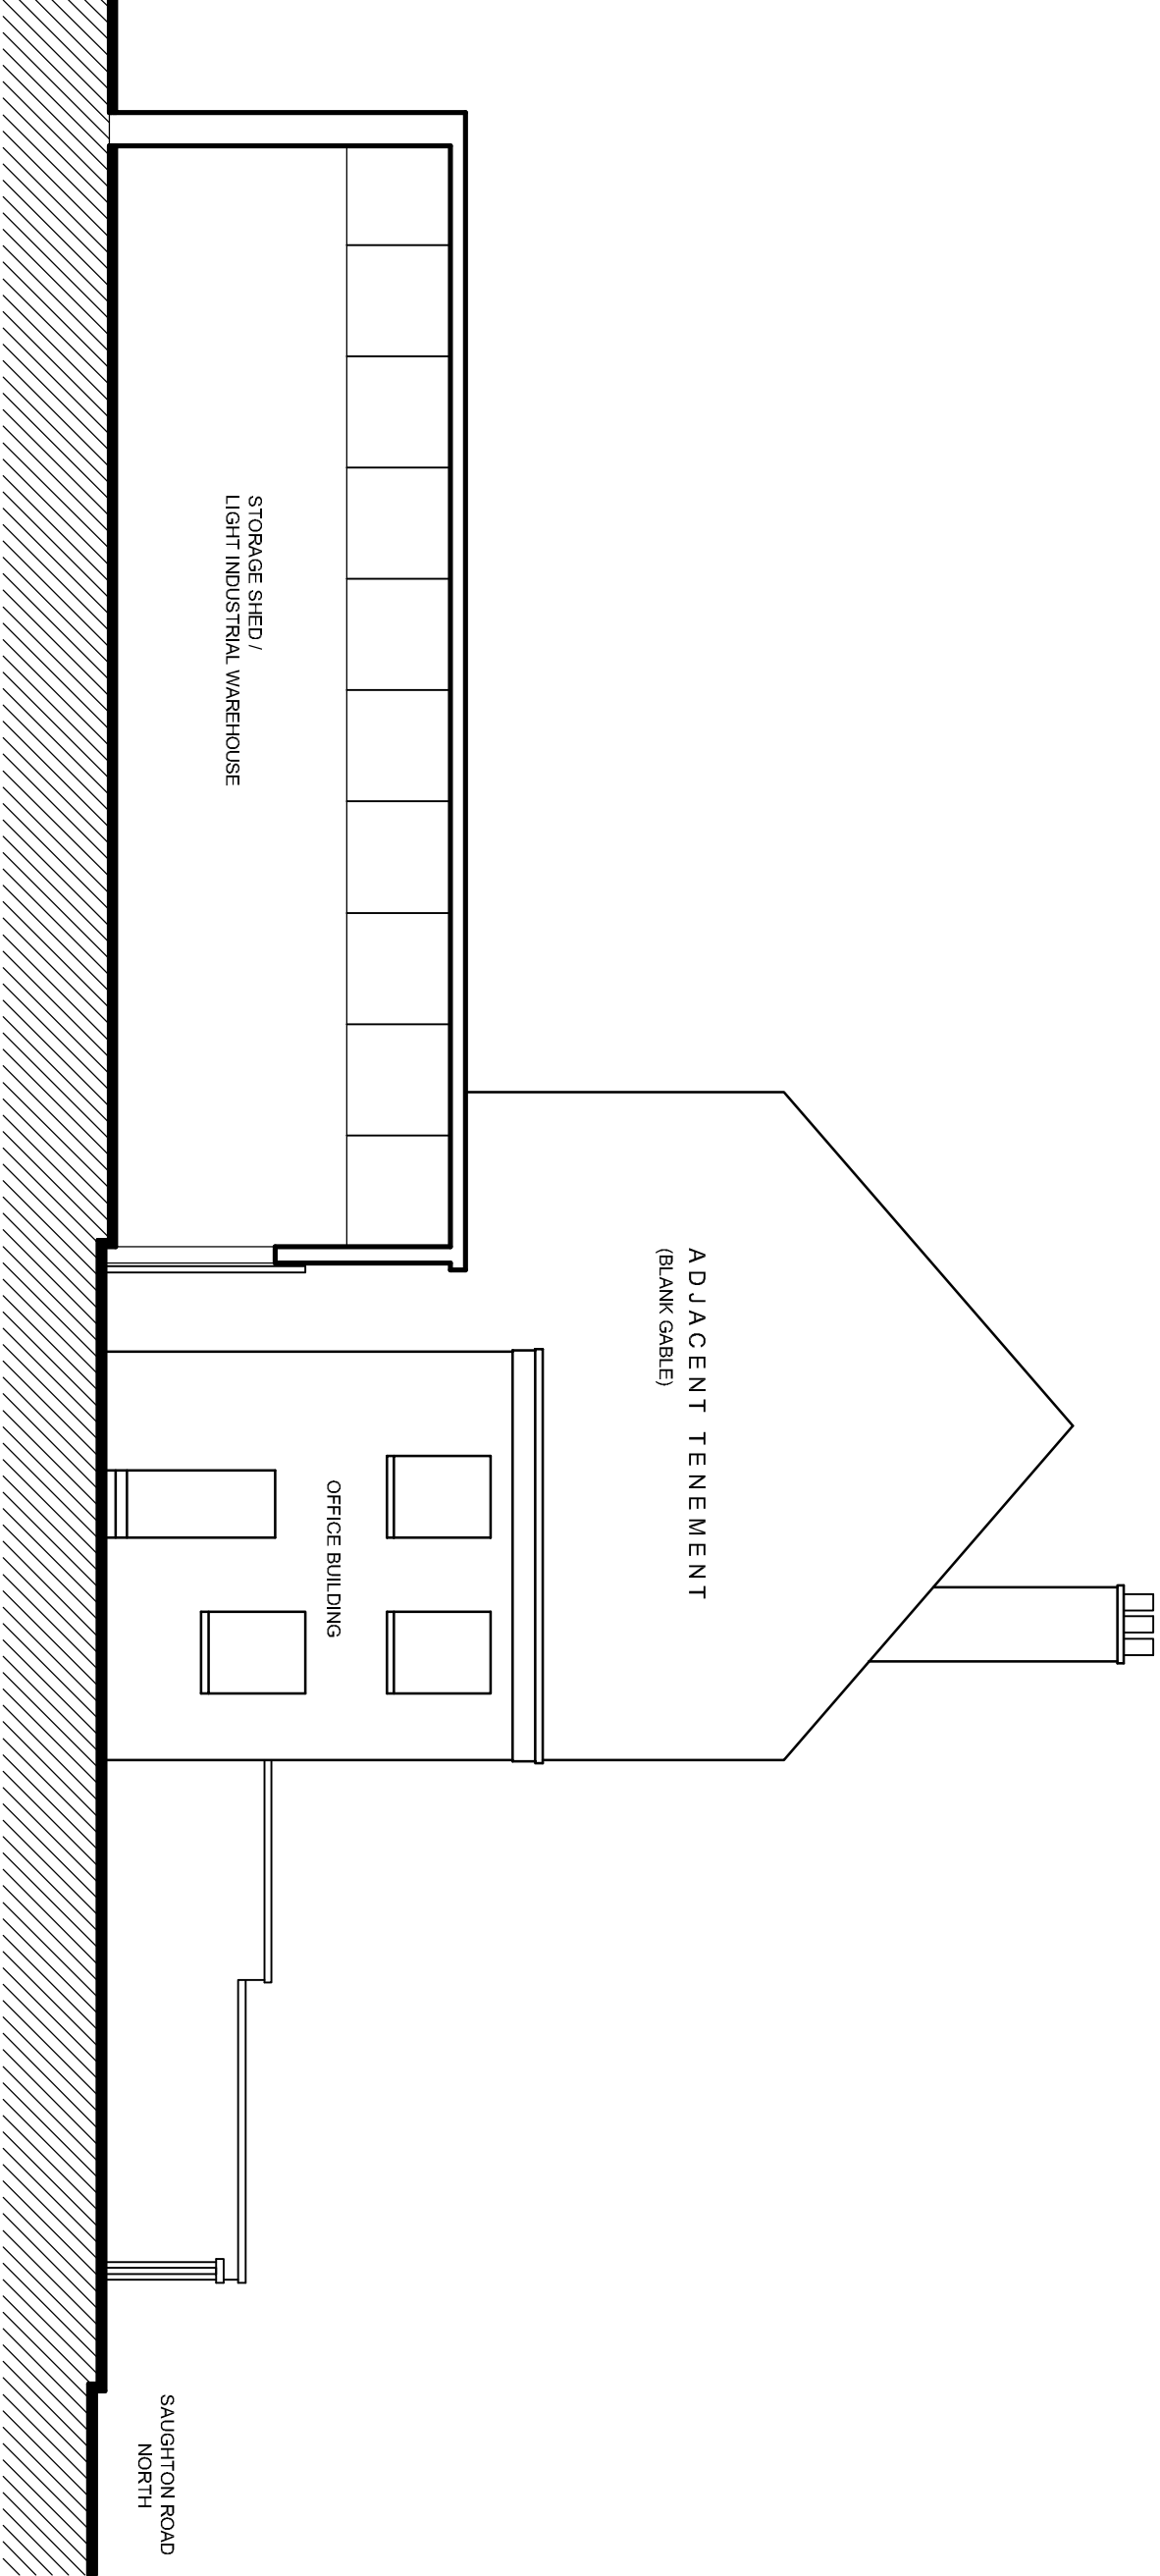 STORAGE SHED /
LIGHT INDUSTRIAL WAREHOUSE
ADJACENT TENEMENT
(BLANK GABLE)
OFFICE BUILDING
SAUGHTON ROAD
NORTH